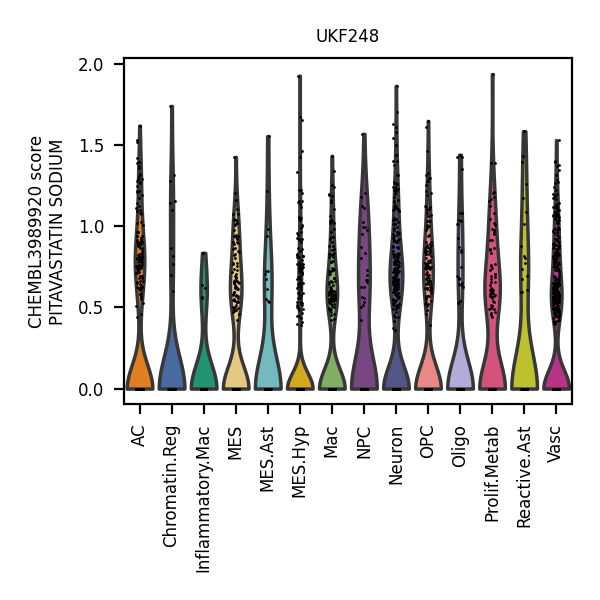 UKF248
CHEMBL3989920 score
PITAVASTATIN SODIUM
2.0
1.5
1.0
0.5
0.0
AC
Chromatin.Reg
Inflammatory.Mac
MES
MES.Ast
MES.Hyp
Mac
NPC
Neuron
OPC
Oligo
Prolif.Metab
Reactive.Ast
Vasc